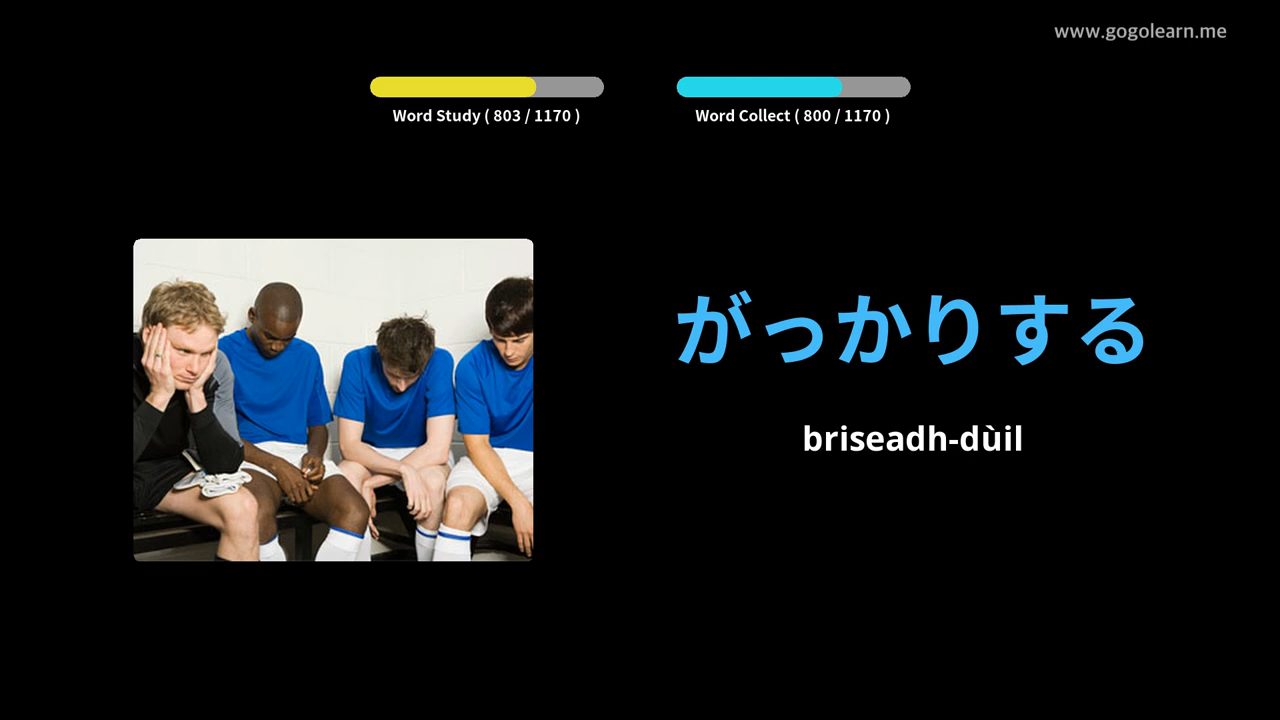 www.gogolearn.me
Word Study ( 803 / 1170 )
Word Collect ( 800 / 1170 )
がっかりする
briseadh-dùil